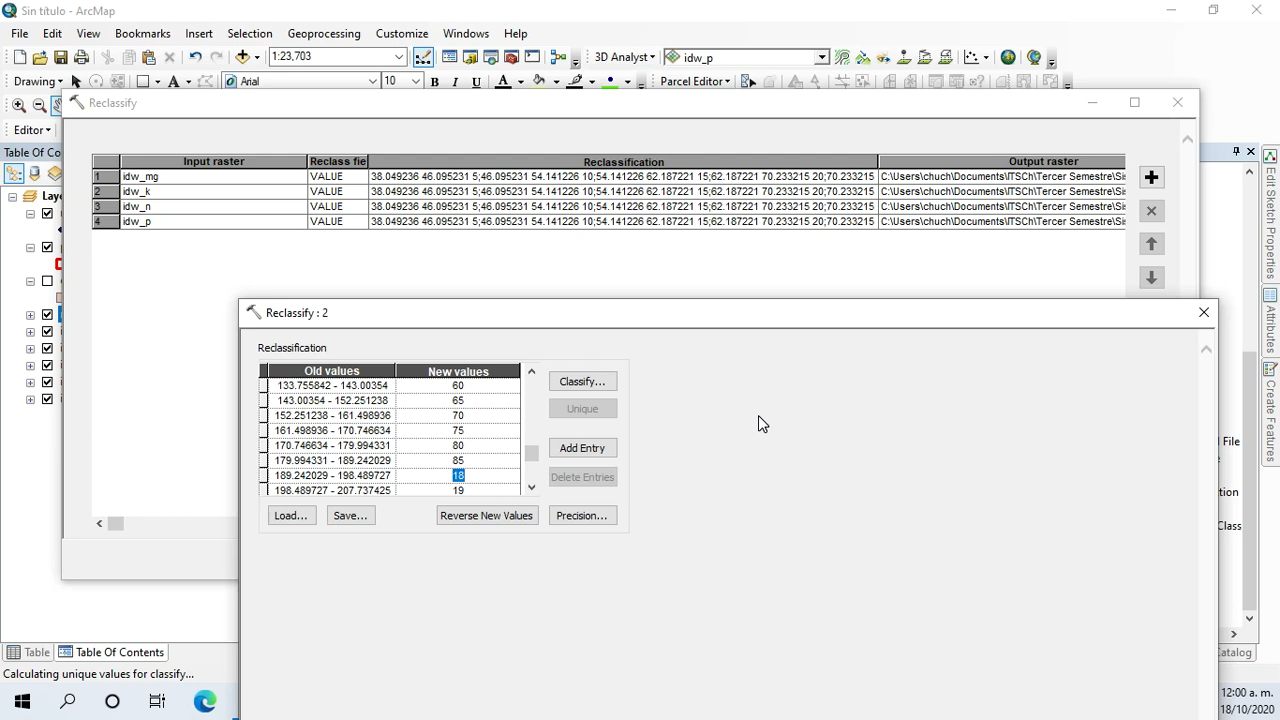 Sin título - ArcMap
File Edit View Bookmarks Insert Selection Geoprocessing Customize Windows Help
1:23,703 3D Analyst idw_p
Drawing Arial 10 B I U A Parcel Editor
Editor
Reclassify
Table Of Co
Input raster Reclass fie Reclassification Output raster
1 idw_mg VALUE 38.049236 46.095231 5;46.095231 54.141226 10;54.141226 62.187221 15;62.187221 70.233215 20;70.233215 C:\Users\chuch\Documents\ITSCh\Tercer Semestre\Sis
2 idw_k VALUE 38.049236 46.095231 5;46.095231 54.141226 10;54.141226 62.187221 15;62.187221 70.233215 20;70.233215 C:\Users\chuch\Documents\ITSCh\Tercer Semestre\Sis
3 idw_n VALUE 38.049236 46.095231 5;46.095231 54.141226 10;54.141226 62.187221 15;62.187221 70.233215 20;70.233215 C:\Users\chuch\Documents\ITSCh\Tercer Semestre\Sis
4 idw_p VALUE 38.049236 46.095231 5;46.095231 54.141226 10;54.141226 62.187221 15;62.187221 70.233215 20;70.233215 C:\Users\chuch\Documents\ITSCh\Tercer Semestre\Sis
Laye
Edit Sketch Properties
Attributes
Create Features
Reclassify : 2
Reclassification
Old values New values
133.755842 - 143.00354 60
143.00354 - 152.251238 65
152.251238 - 161.498936 70
161.498936 - 170.746634 75
170.746634 - 179.994331 80
179.994331 - 189.242029 85
189.242029 - 198.489727 18
198.489727 - 207.737425 19
Classify...
Unique
Add Entry
Delete Entries
Load... Save... Reverse New Values Precision...
File
ction
Class
Table Table Of Contents
Catalog
Calculating unique values for classify...
12:00 a. m.
18/10/2020